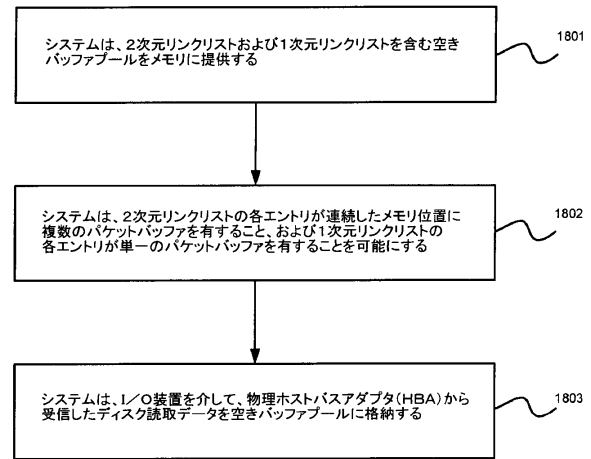 システムは、2次元リンクリストおよび1次元リンクリストを含む空き
バッファプールをメモリに提供する
1801
システムは、2次元リンクリストの各エントリが連続したメモリ位置に
複数のパケットバッファを有すること、および1次元リンクリストの
各エントリが単一のパケットバッファを有することを可能にする
1802
システムは、I/O装置を介して、物理ホストバスアダプタ(HBA)から
受信したディスク読取データを空きバッファプールに格納する
1803